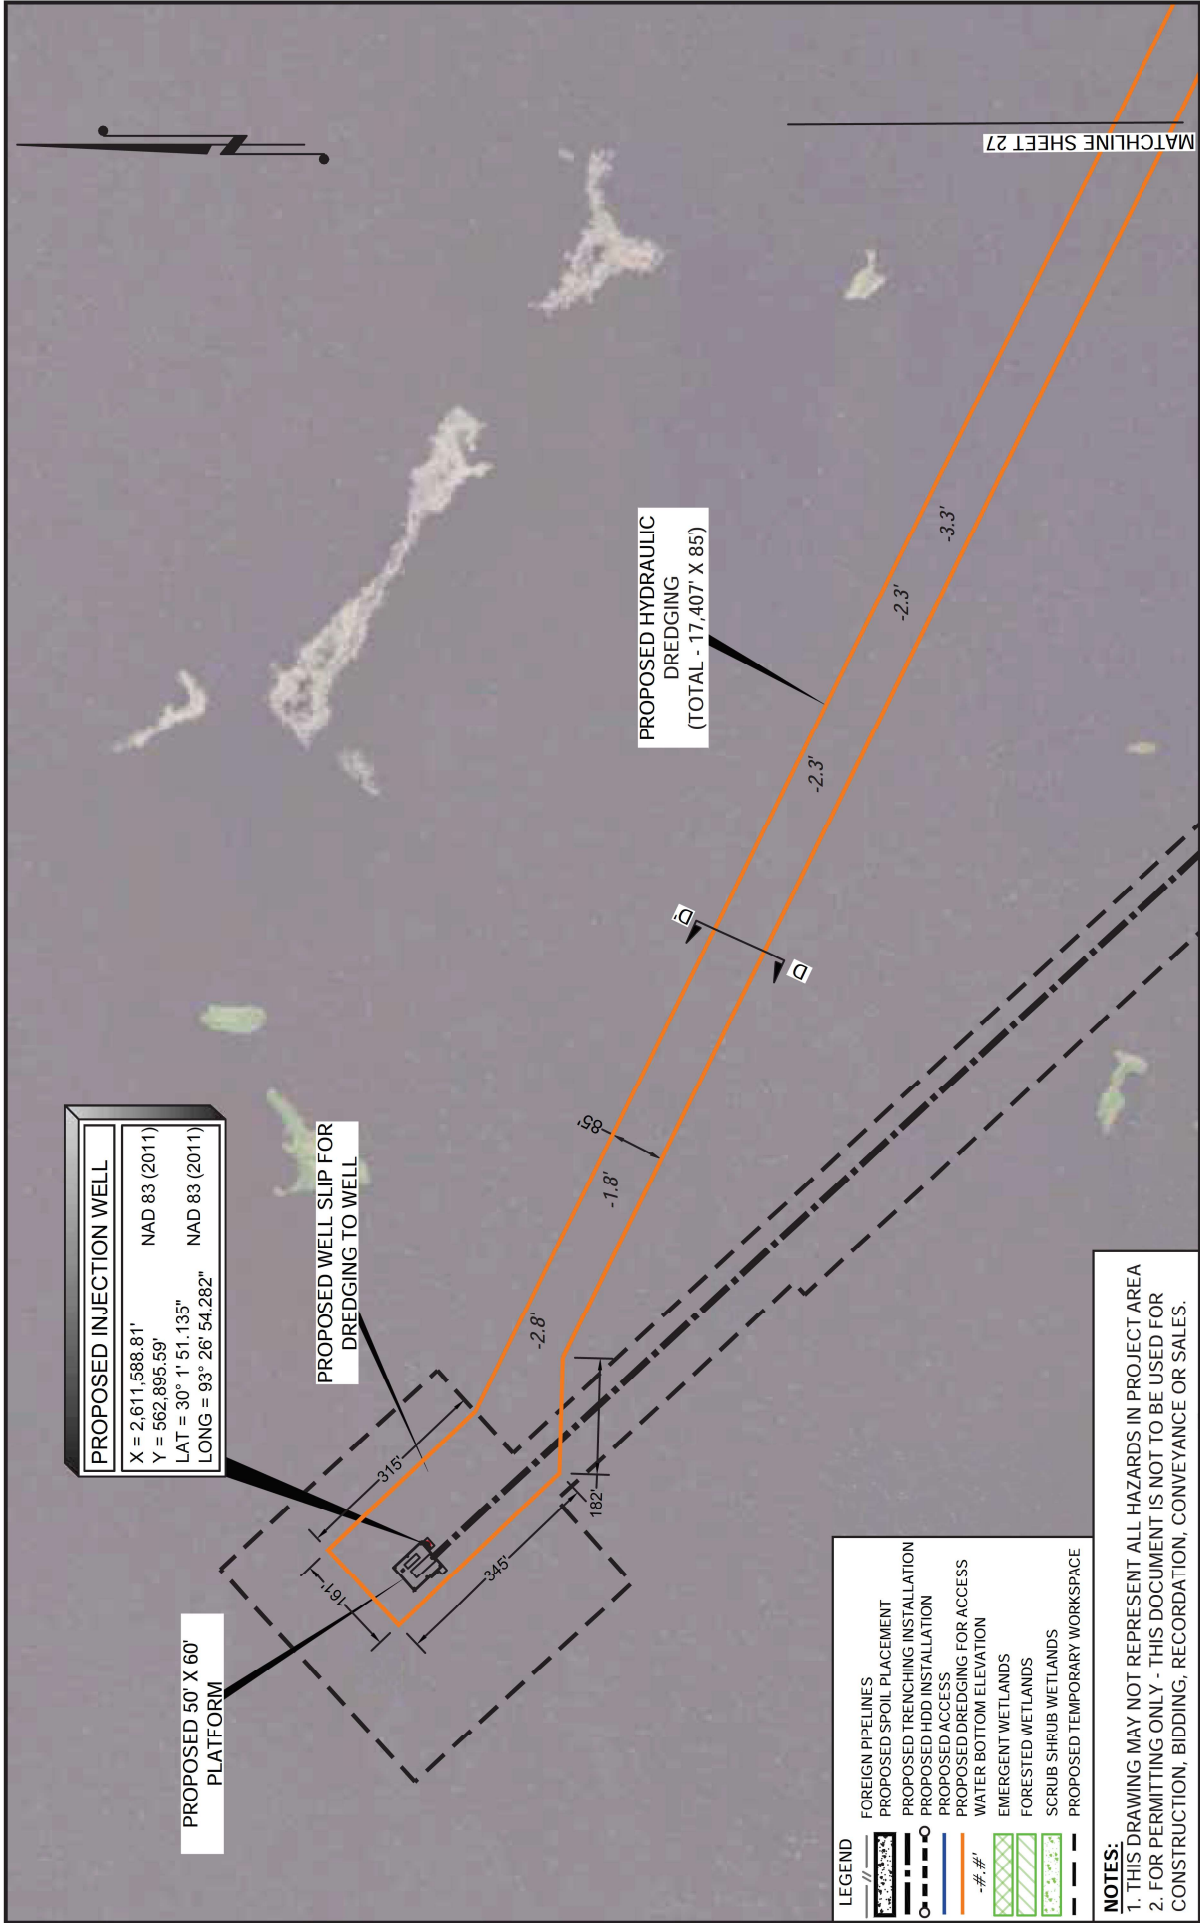 PROPOSED INJECTION WELL
X = 2,611,588.81'
Y = 562,895.59' NAD 83 (2011)
LAT = 30° 1' 51.135"
LONG = 93° 26' 54.282" NAD 83 (2011)
PROPOSED 50' X 60'
PLATFORM
PROPOSED WELL SLIP FOR
DREDGING TO WELL
315'
161'
345'
182'
-2.8'
-1.8'
85'
D'
D
PROPOSED HYDRAULIC
DREDGING
(TOTAL - 17,407' X 85')
-2.3'
-2.3'
-3.3'
MATCHLINE SHEET 27
LEGEND
FOREIGN PIPELINES
PROPOSED SPOIL PLACEMENT
PROPOSED TRENCHING INSTALLATION
PROPOSED HDD INSTALLATION
PROPOSED ACCESS
PROPOSED DREDGING FOR ACCESS
-#.#' WATER BOTTOM ELEVATION
EMERGENT WETLANDS
FORESTED WETLANDS
SCRUB SHRUB WETLANDS
PROPOSED TEMPORARY WORKSPACE
NOTES:
1. THIS DRAWING MAY NOT REPRESENT ALL HAZARDS IN PROJECT AREA
2. FOR PERMITTING ONLY - THIS DOCUMENT IS NOT TO BE USED FOR
CONSTRUCTION, BIDDING, RECORDATION, CONVEYANCE OR SALES.